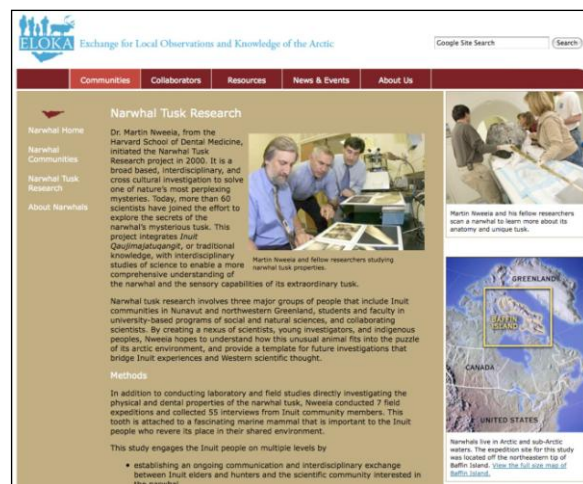 ELOKA
Exchange for Local Observations and Knowledge of the Arctic
Google Site Search
Search
Communities
Collaborators
Resources
News & Events
About Us
Narwhal Home
Narwhal
Communities
Narwhal Tusk
Research
About Narwhals
Narwhal Tusk Research
Dr. Martin Nweeia, from the
Harvard School of Dental Medicine,
initiated the Narwhal Tusk
Research project in 2000. It is a
broad based, interdisciplinary, and
cross cultural investigation to solve
one of nature's most perplexing
mysteries. Today, more than 60
scientists have joined the effort to
explore the secrets of the
narwhal's mysterious tusk. This
project integrates Inuit
Qaujimajatuqangit, or traditional
knowledge, with interdisciplinary
studies of science to enable a more
comprehensive understanding of
the narwhal and the sensory capabilities of its extraordinary tusk.
Martin Nweeia and fellow researchers studying
narwhal tusk properties.
Narwhal tusk research involves three major groups of people that include Inuit
communities in Nunavut and northwestern Greenland, students and faculty in
university-based programs of social and natural sciences, and collaborating
scientists. By creating a nexus of scientists, young investigators, and indigenous
peoples, Nweeia hopes to understand how this unusual animal fits into the puzzle
of its arctic environment, and provide a template for future investigations that
bridge Inuit experiences and Western scientific thought.
Methods
In addition to conducting laboratory and field studies directly investigating the
physical and dental properties of the narwhal tusk, Nweeia conducted 7 field
expeditions and collected 55 interviews from Inuit community members. This
tooth is attached to a fascinating marine mammal that is important to the Inuit
people who revere its place in their shared environment.
This study engages the Inuit people on multiple levels by
• establishing an ongoing communication and interdisciplinary exchange
between Inuit elders and hunters and the scientific community interested in
the narwhal
Martin Nweeia and his fellow researchers
scan a narwhal to learn more about its
anatomy and unique tusk.
GREENLAND
BAFFIN
ISLAND
CANADA
UNITED STATES
Narwhals live in Arctic and sub-Arctic
waters. The expedition site for this study
was located off the northeastern tip of
Baffin Island. View the full size map of
Baffin Island.